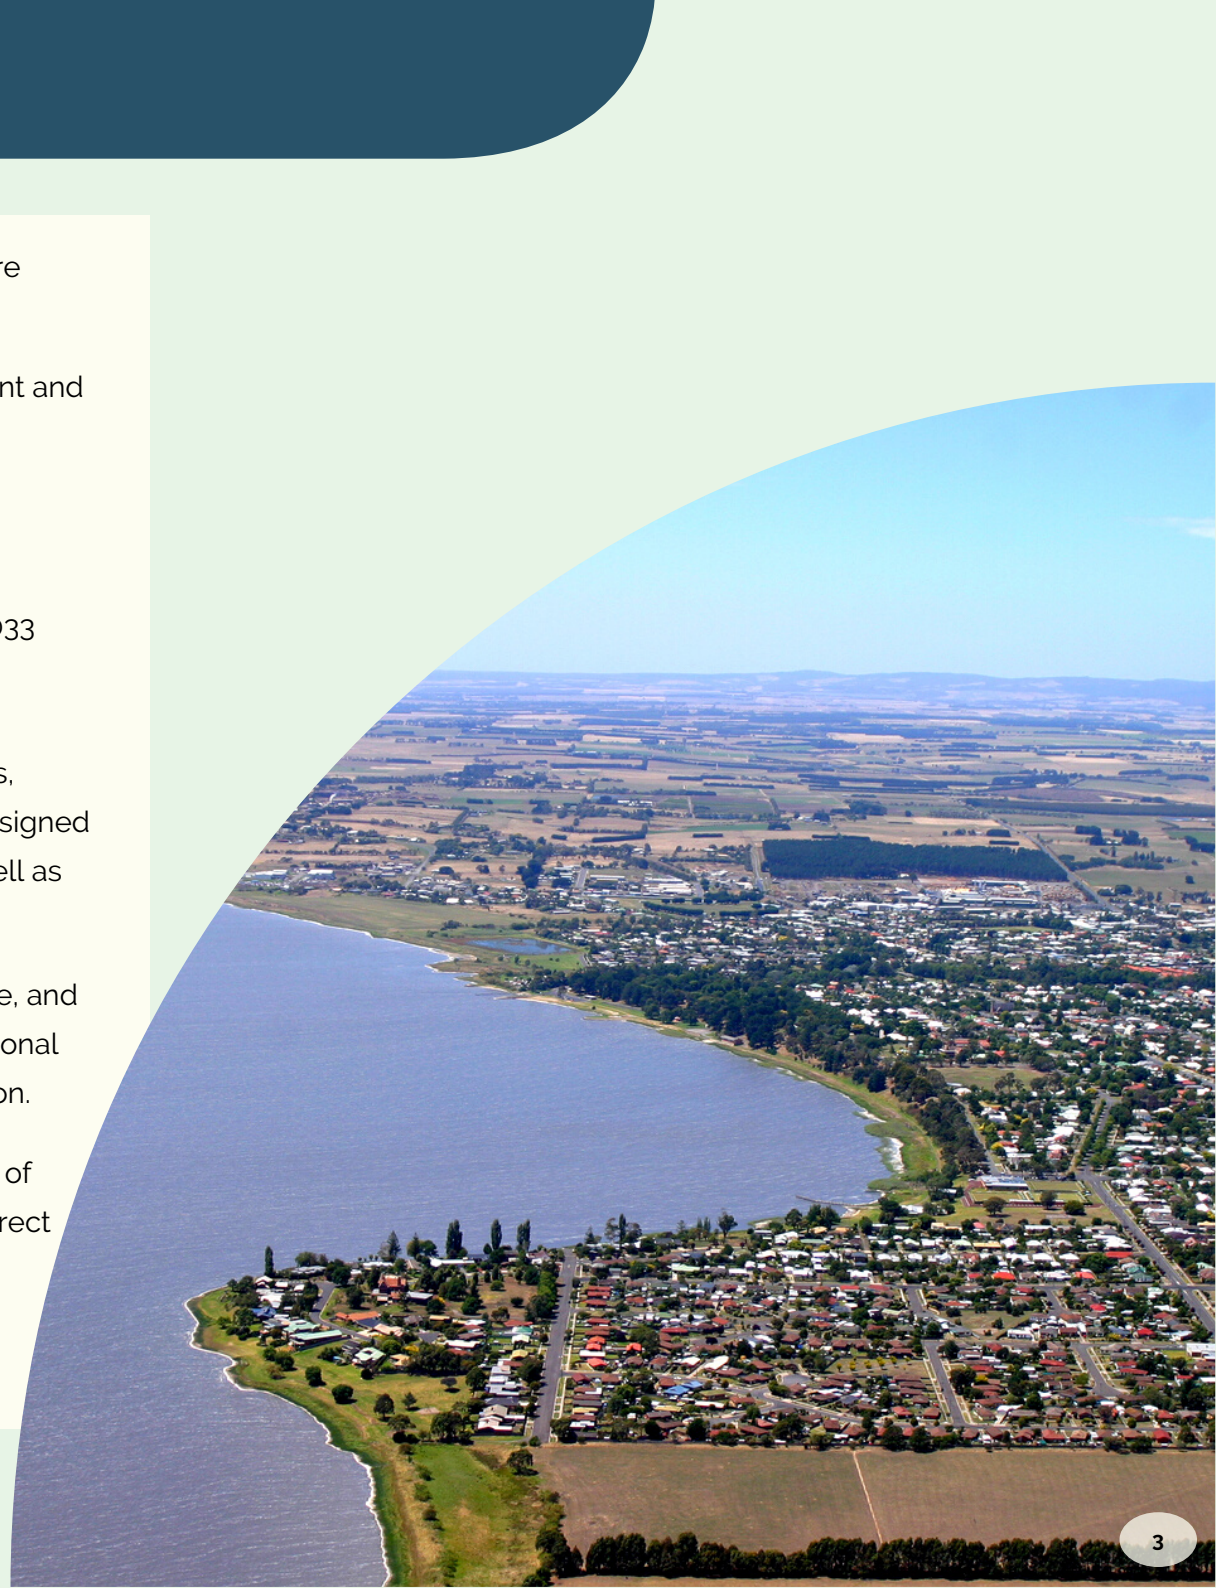 re
nt and
933
s,
signed
ell as
e, and
onal
on.
of
rect
3